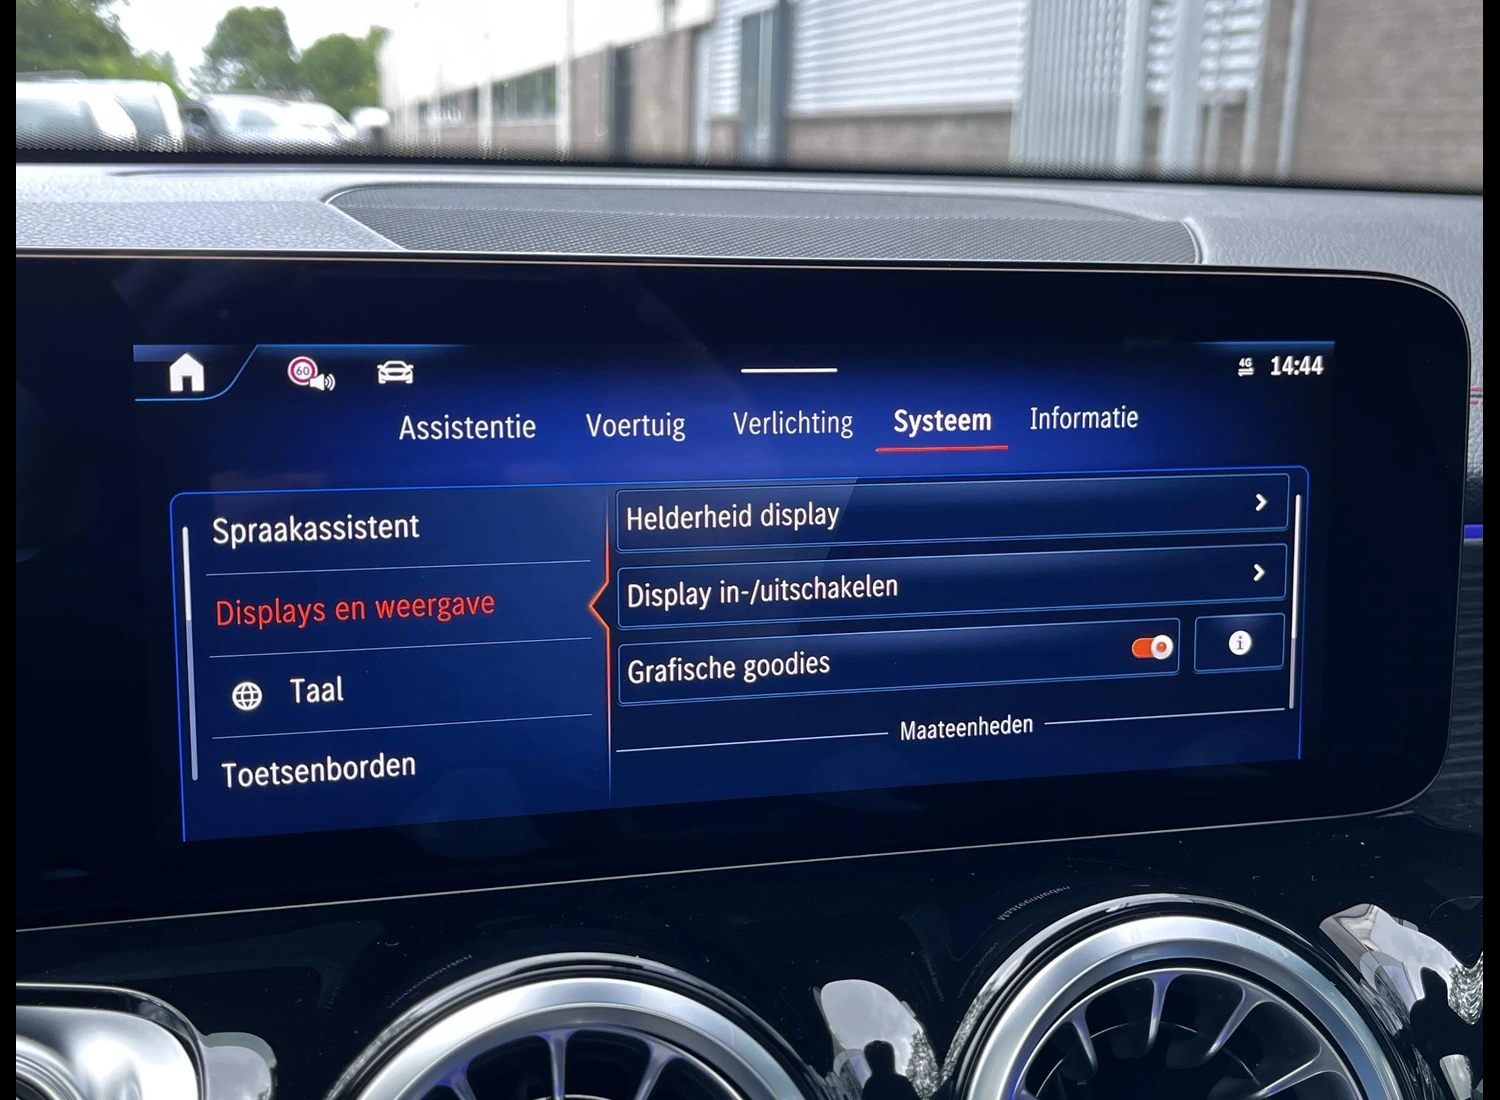 60
4G
14:44
Assistentie
Voertuig
Verlichting
Systeem
Informatie
Spraakassistent
Displays en weergave
Taal
Toetsenborden
Helderheid display
Display in-/uitschakelen
Grafische goodies
i
Maateenheden